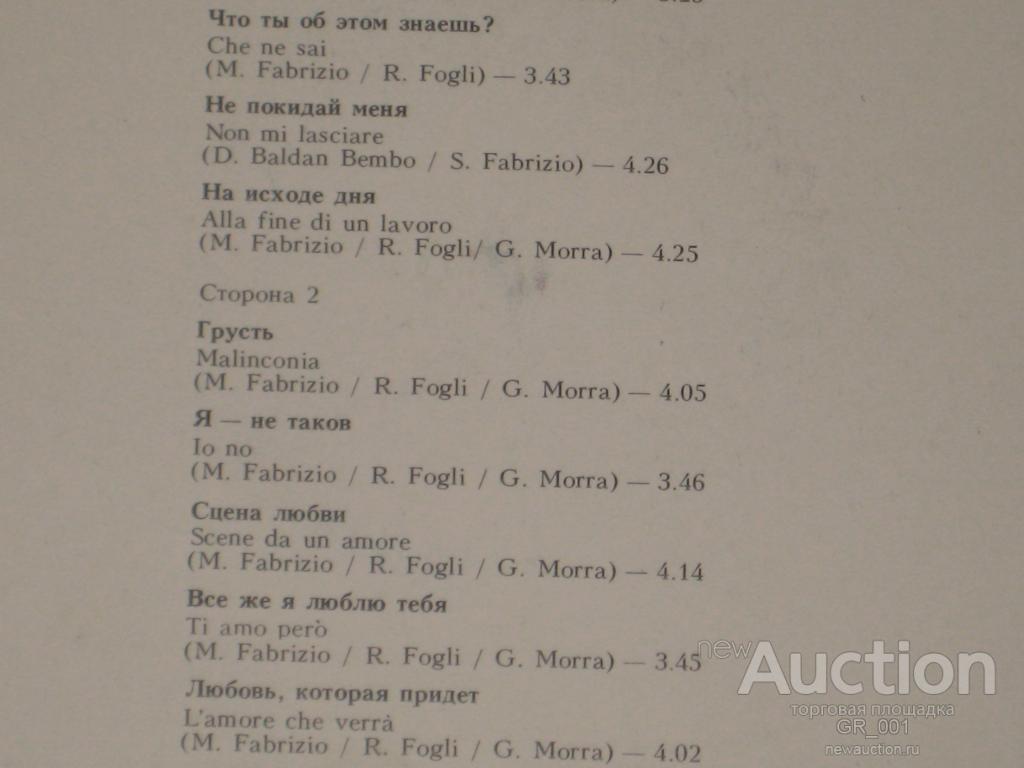 Что ты об этом знаешь?
Che ne sai
(M. Fabrizio / R. Fogli) — 3.43
Не покидай меня
Non mi lasciare
(D. Baldan Bembo / S. Fabrizio) — 4.26
На исходе дня
Alla fine di un lavoro
(M. Fabrizio / R. Fogli/ G. Morra) — 4.25
Сторона 2
Грусть
Malinconia
(M. Fabrizio / R. Fogli / G. Morra) — 4.05
Я — не таков
Io no
(M. Fabrizio / R. Fogli / G. Morra) — 3.46
Сцена любви
Scene da un amore
(M. Fabrizio / R. Fogli / G. Morra) — 4.14
Все же я люблю тебя
Ti amo però
(M. Fabrizio / R. Fogli / G. Morra) — 3.45
Любовь, которая придет
L'amore che verrà
(M. Fabrizio / R. Fogli / G. Morra) — 4.02
newAuction
торговая площадка
GR_001
newauction.ru